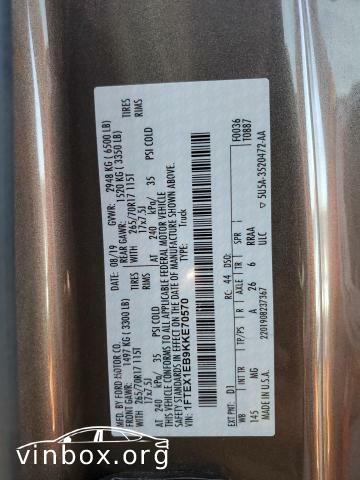 MFD. BY FORD MOTOR CO.
DATE: 08/19 GVWR: 2948 KG ( 6500 LB)
FRONT GAWR: 1497 KG ( 3300 LB) REAR GAWR: 1520 KG ( 3350 LB)
WITH 265/70R17 115T WITH 265/70R17 115T TIRES
17x7.5J 17x7.5J RIMS
AT 240 kPa/ 35 PSI COLD AT 240 kPa/ 35 PSI COLD
THIS VEHICLE CONFORMS TO ALL APPLICABLE FEDERAL MOTOR VEHICLE
SAFETY STANDARDS IN EFFECT ON THE DATE OF MANUFACTURE SHOWN ABOVE.
VIN: 1FTEX1EB9KKE70570 TYPE: Truck
F0036
T0887
EXT PNT: D1 RC: 44 DSO:
WB TP/PS AXLE TR SPR
145 MG A 26 6 RRAA
ULC
MADE IN U.S.A.
2201908237367
5U5A-3520472-AA
vinbox.org